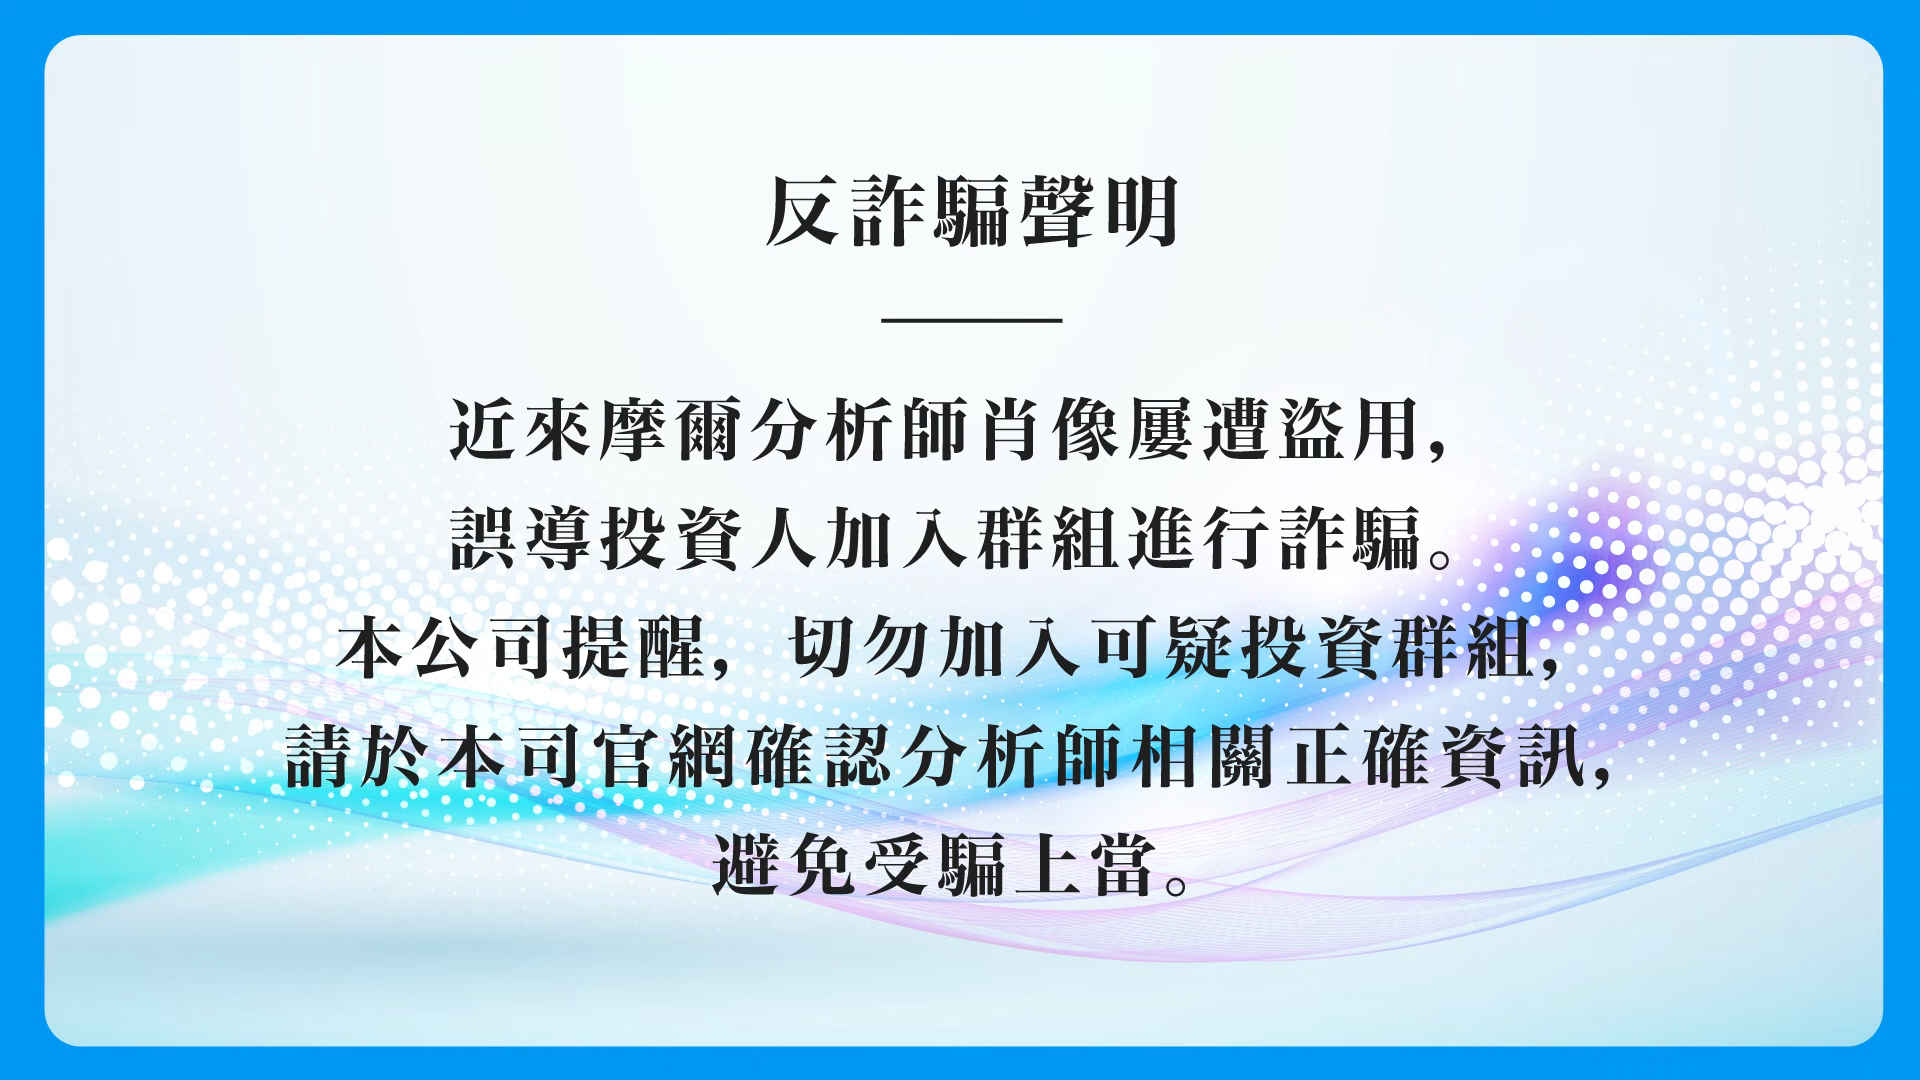 反詐騙聲明
近來摩爾分析師肖像屢遭盜用，
誤導投資人加入群組進行詐騙。
本公司提醒，切勿加入可疑投資群組，
請於本司官網確認分析師相關正確資訊，
避免受騙上當。